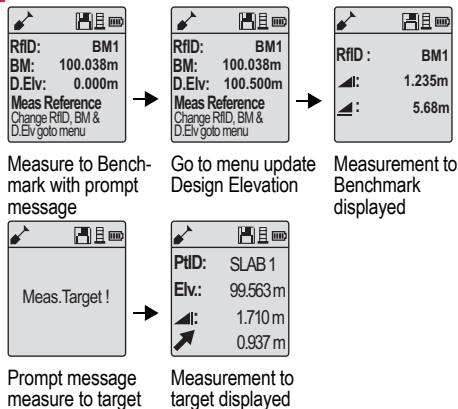 RfID: BM1
BM: 100.038m
D.Elv: 0.000m
Meas Reference
Change RfID, BM &
D.Elv goto menu
Measure to Bench-
mark with prompt
message
RfID: BM1
BM: 100.038m
D.Elv: 100.500m
Meas Reference
Change RfID, BM &
D.Elv goto menu
Go to menu update
Design Elevation
RfID : BM1
: 1.235m
: 5.68m
Measurement to
Benchmark
displayed
Meas.Target !
Prompt message
measure to target
PtID: SLAB 1
Elv.: 99.563 m
: 1.710 m
0.937 m
Measurement to
target displayed